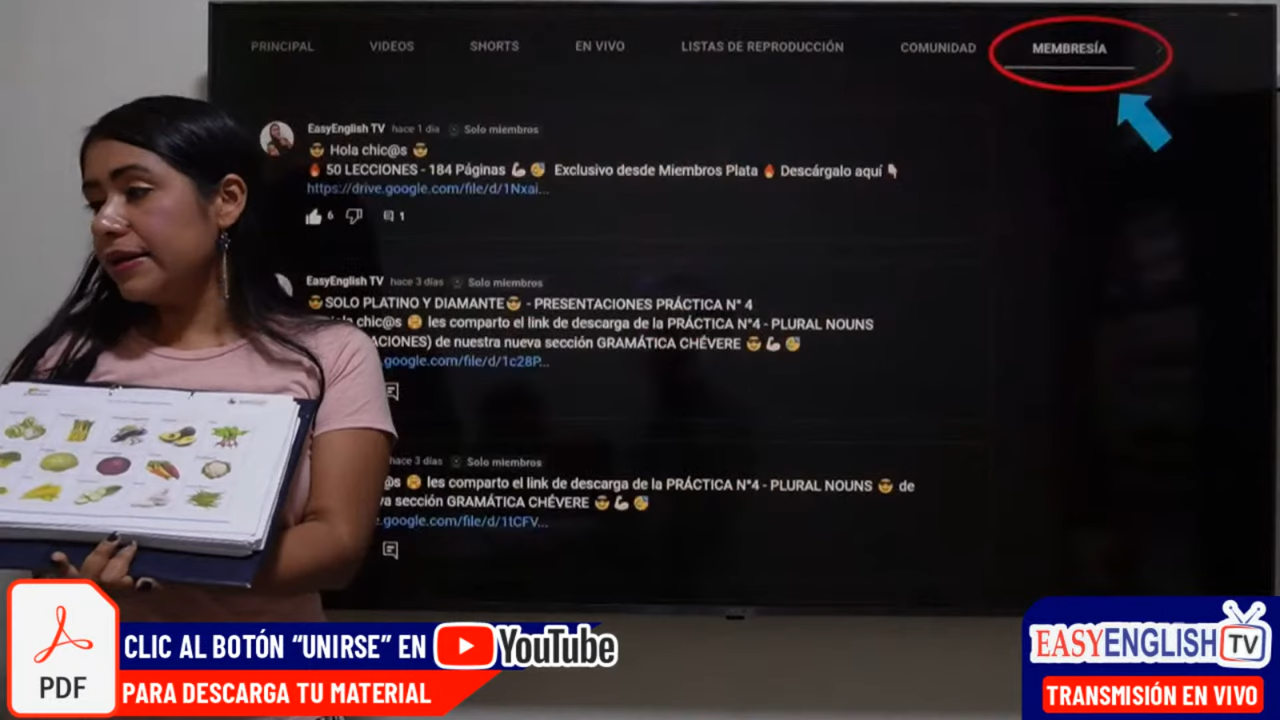 PRINCIPAL VIDEOS SHORTS EN VIVO LISTAS DE REPRODUCCIÓN COMUNIDAD MEMBRESÍA
EasyEnglish TV hace 1 día Solo miembros
Hola chic@s
50 LECCIONES - 184 Páginas Exclusivo desde Miembros Plata Descárgalo aquí
https://drive.google.com/file/d/1Nxai...
6 1
EasyEnglish TV hace 3 días Solo miembros
SOLO PLATINO Y DIAMANTE - PRESENTACIONES PRÁCTICA N° 4
chic@s les comparto el link de descarga de la PRÁCTICA N°4 - PLURAL NOUNS
ACIONES) de nuestra nueva sección GRAMÁTICA CHÉVERE
.google.com/file/d/1c28P...
hace 3 días Solo miembros
@s les comparto el link de descarga de la PRÁCTICA N°4 - PLURAL NOUNS de
va sección GRAMÁTICA CHÉVERE
.google.com/file/d/1tCFV...
PDF
CLIC AL BOTÓN “UNIRSE” EN YouTube
PARA DESCARGA TU MATERIAL
EASYENGLISH TV
TRANSMISIÓN EN VIVO